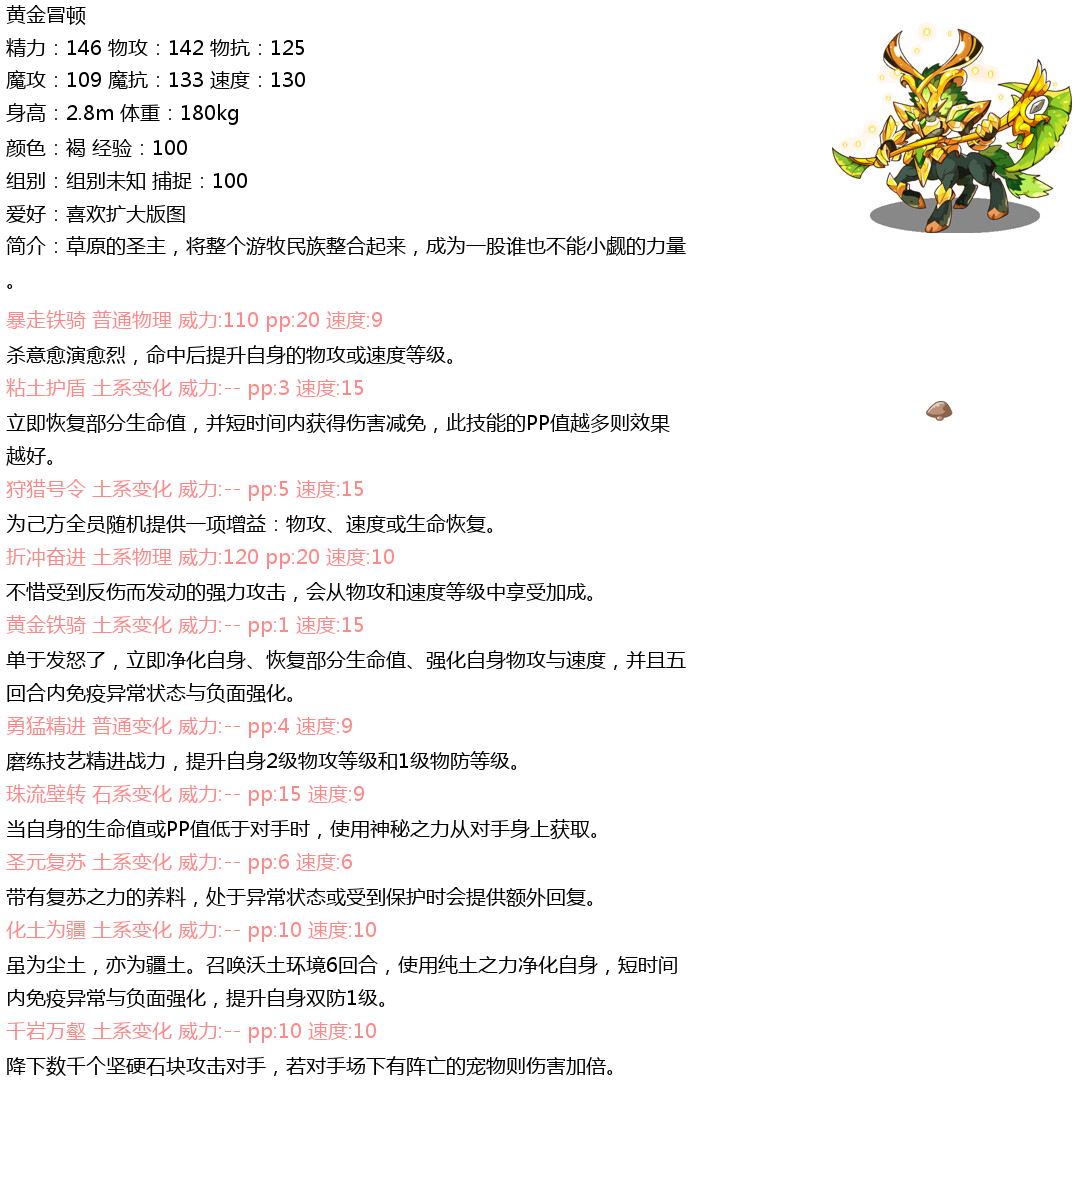 黄金冒顿
精力：146 物攻：142 物抗：125
魔攻：109 魔抗：133 速度：130
身高：2.8m 体重：180kg
颜色：褐 经验：100
组别：组别未知 捕捉：100
爱好：喜欢扩大版图
简介：草原的圣主，将整个游牧民族整合起来，成为一股谁也不能小觑的力量
。
暴走铁骑 普通物理 威力:110 pp:20 速度:9
杀意愈演愈烈，命中后提升自身的物攻或速度等级。
粘土护盾 土系变化 威力:-- pp:3 速度:15
立即恢复部分生命值，并短时间内获得伤害减免，此技能的PP值越多则效果
越好。
狩猎号令 土系变化 威力:-- pp:5 速度:15
为己方全员随机提供一项增益：物攻、速度或生命恢复。
折冲奋进 土系物理 威力:120 pp:20 速度:10
不惜受到反伤而发动的强力攻击，会从物攻和速度等级中享受加成。
黄金铁骑 土系变化 威力:-- pp:1 速度:15
单于发怒了，立即净化自身、恢复部分生命值、强化自身物攻与速度，并且五
回合内免疫异常状态与负面强化。
勇猛精进 普通变化 威力:-- pp:4 速度:9
磨练技艺精进战力，提升自身2级物攻等级和1级物防等级。
珠流璧转 石系变化 威力:-- pp:15 速度:9
当自身的生命值或PP值低于对手时，使用神秘之力从对手身上获取。
圣元复苏 土系变化 威力:-- pp:6 速度:6
带有复苏之力的养料，处于异常状态或受到保护时会提供额外回复。
化土为疆 土系变化 威力:-- pp:10 速度:10
虽为尘土，亦为疆土。召唤沃土环境6回合，使用纯土之力净化自身，短时间
内免疫异常与负面强化，提升自身双防1级。
千岩万壑 土系变化 威力:-- pp:10 速度:10
降下数千个坚硬石块攻击对手，若对手场下有阵亡的宠物则伤害加倍。